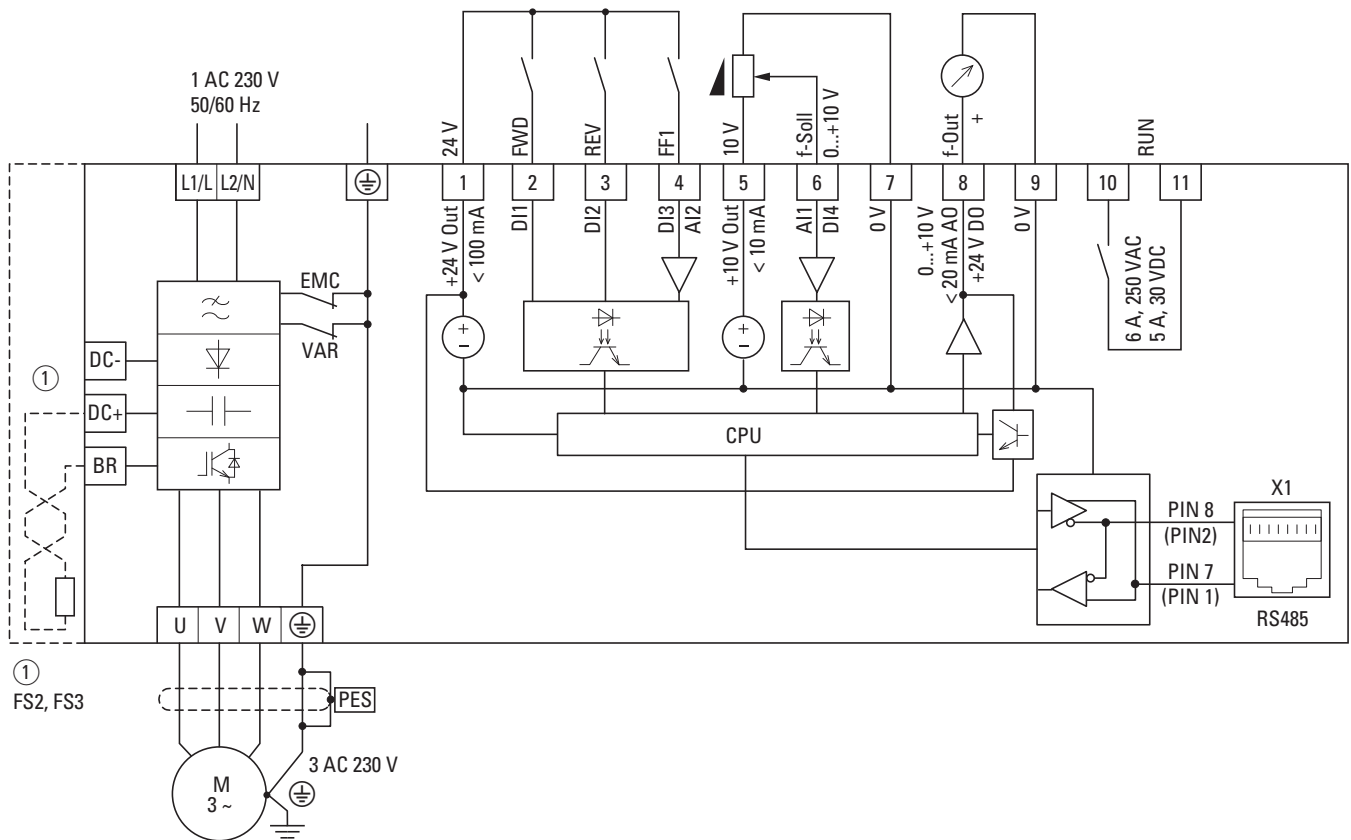 1 AC 230 V
50/60 Hz
24 V
FWD
REV
FF1
10 V
f-Soll
0...+10 V
f-Out
+
RUN
L1/L
L2/N
1
2
3
4
5
6
7
8
9
10
11
+24 V Out
< 100 mA
DI1
DI2
DI3
AI2
+10 V Out
< 10 mA
AI1
DI4
0 V
0...+10 V
< 20 mA AO
+24 V DO
0 V
6 A, 250 VAC
5 A, 30 VDC
EMC
VAR
+
−
+
−
1
DC-
DC+
BR
CPU
X1
PIN 8
(PIN2)
PIN 7
(PIN 1)
RS485
U
V
W
1
FS2, FS3
PES
3 AC 230 V
M
3 ~